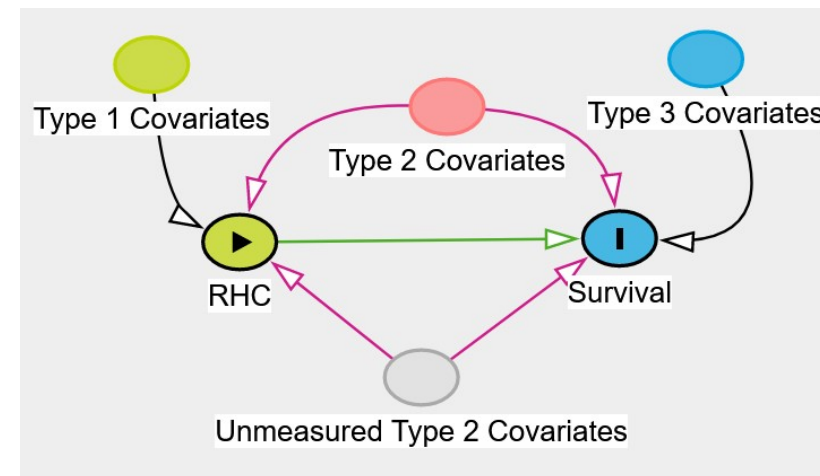 Type 1 Covariates
Type 2 Covariates
Type 3 Covariates
RHC
Survival
Unmeasured Type 2 Covariates